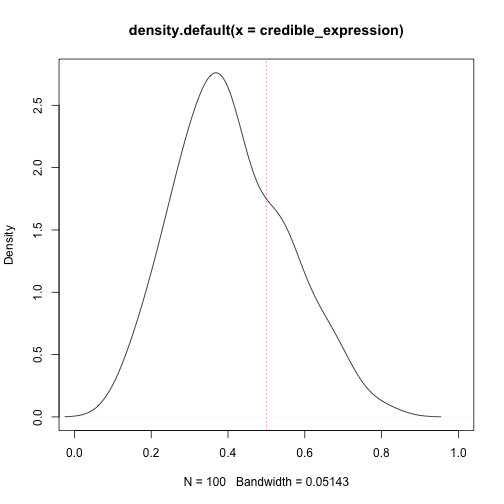 density.default(x = credible_expression)
Density
0.0
0.5
1.0
1.5
2.0
2.5
0.0 0.2 0.4 0.6 0.8 1.0
N = 100 Bandwidth = 0.05143